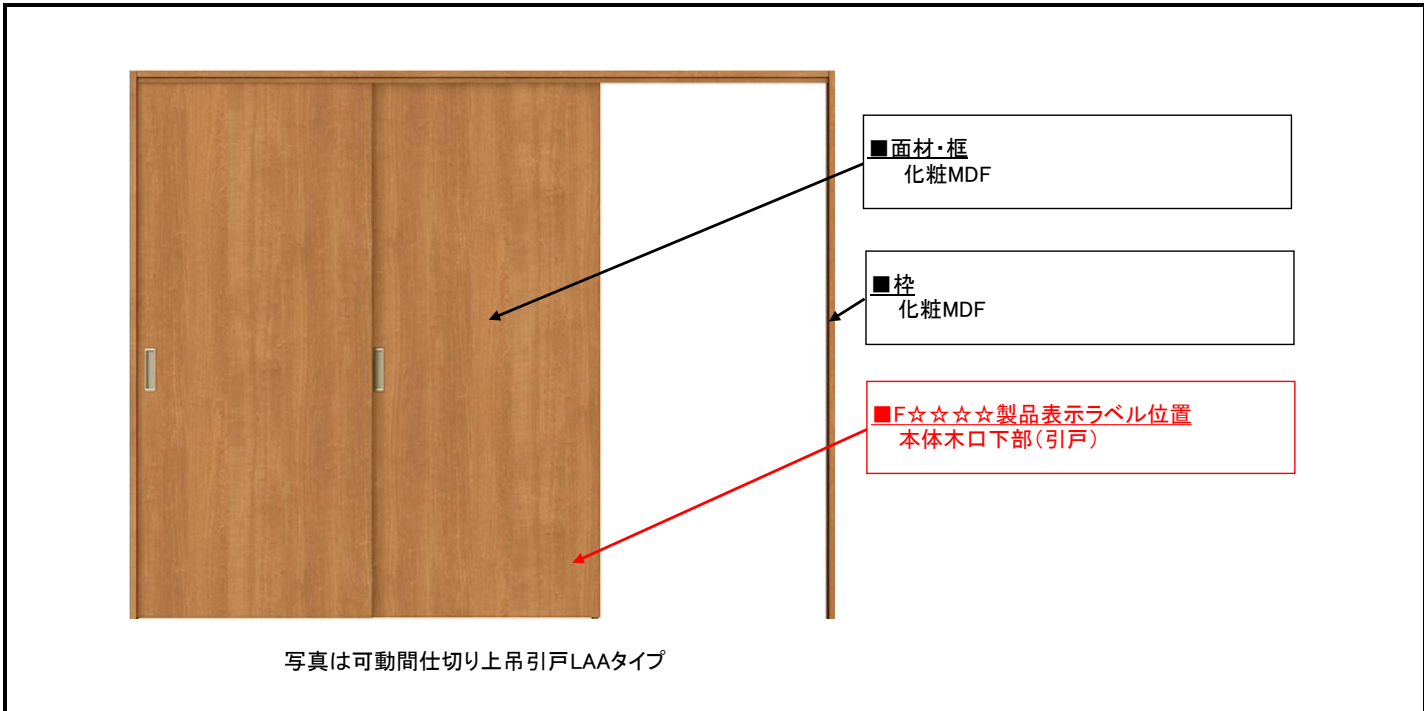 ■面材・框
化粧MDF
■枠
化粧MDF
■F☆☆☆☆製品表示ラベル位置
本体木口下部(引戸)
写真は可動間仕切り上吊引戸LAAタイプ